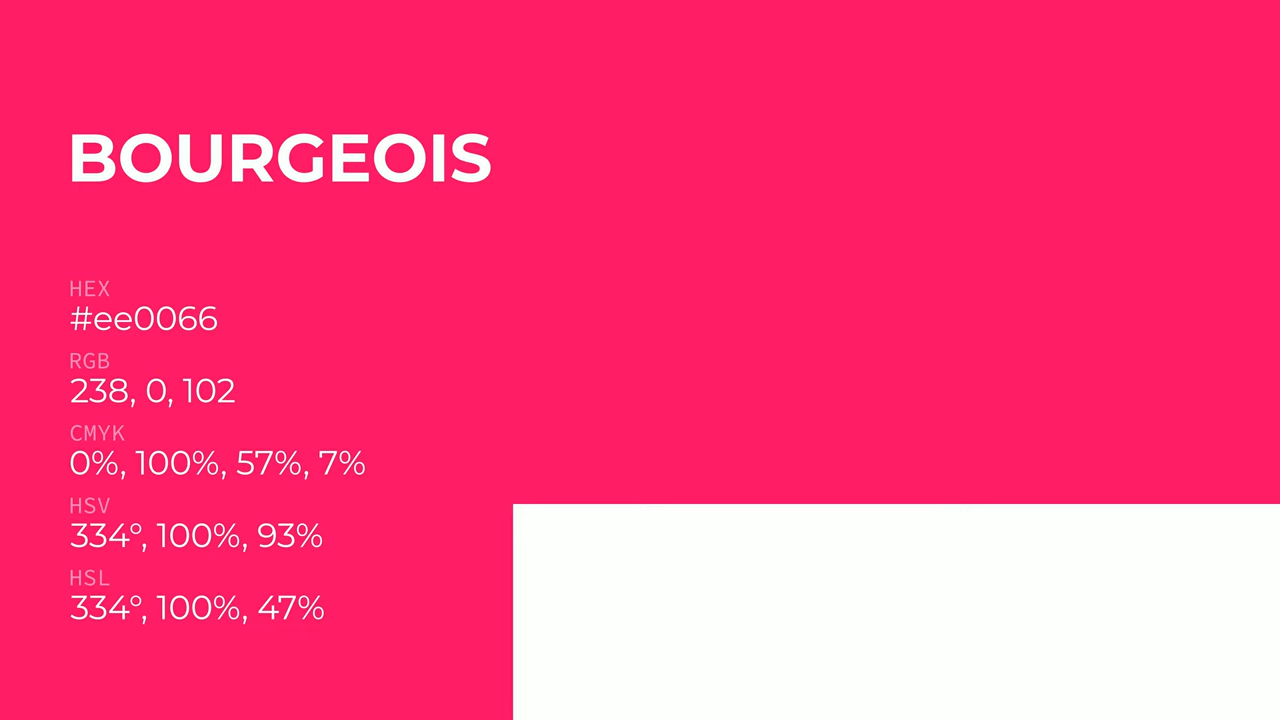 BOURGEOIS
HEX
#ee0066
RGB
238, 0, 102
CMYK
0%, 100%, 57%, 7%
HSV
334°, 100%, 93%
HSL
334°, 100%, 47%